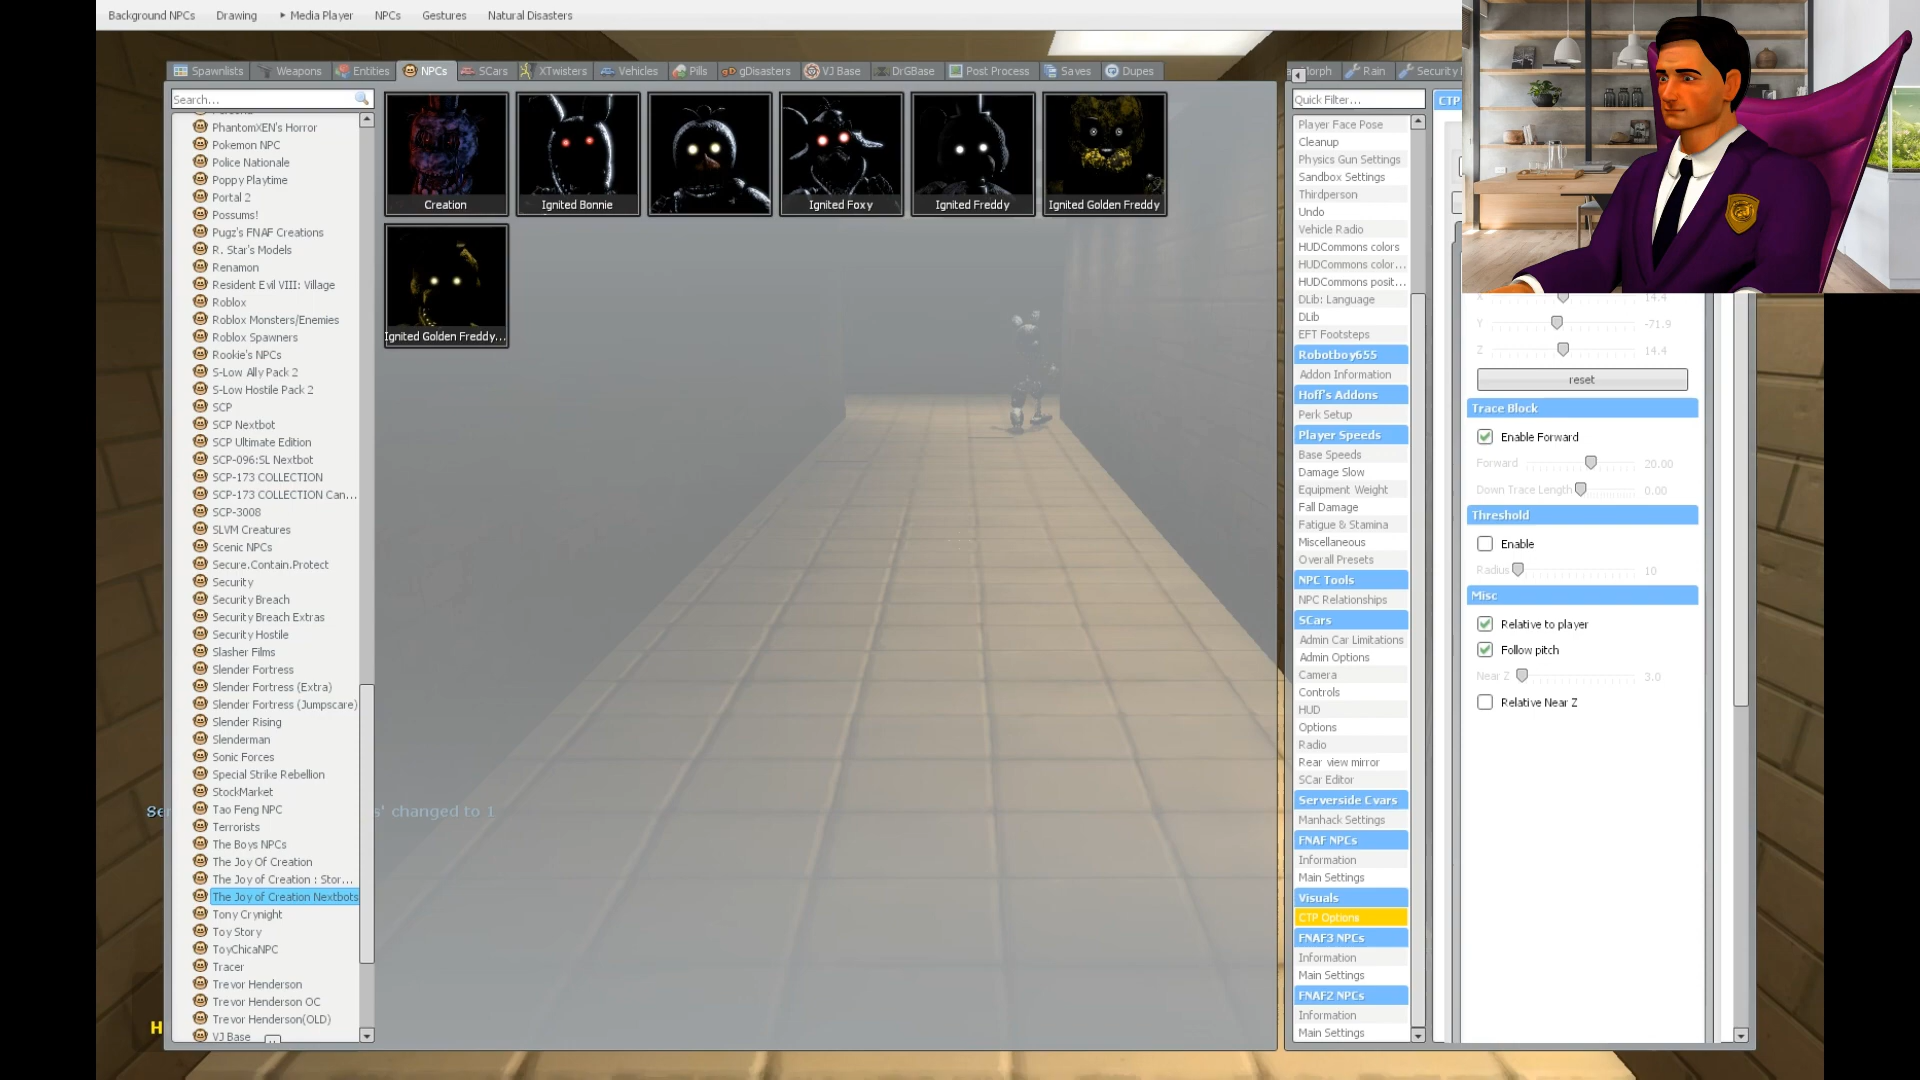 Background NPCs
Drawing
Media Player
NPCs
Gestures
Natural Disasters
Spawnlists
Weapons
Entities
NPCs
SCars
XTwisters
Vehicles
Pills
gDisasters
VJ Base
DrGBase
Post Process
Saves
Dupes
Rain
Security
Search...
PhantomXEN's Horror
Pokemon NPC
Police Nationale
Poppy Playtime
Portal 2
Possums!
Pugz's FNAF Creations
R. Star's Models
Renamon
Resident Evil VIII: Village
Roblox
Roblox Monsters/Enemies
Roblox Spawners
Rookie's NPCs
S-Low Ally Pack 2
S-Low Hostile Pack 2
SCP
SCP Nextbot
SCP Ultimate Edition
SCP-096:SL Nextbot
SCP-173 COLLECTION
SCP-173 COLLECTION Can...
SCP-3008
SLVM Creatures
Scenic NPCs
Secure.Contain.Protect
Security
Security Breach
Security Breach Extras
Security Hostile
Slasher Films
Slender Fortress
Slender Fortress (Extra)
Slender Fortress (Jumpscare)
Slender Rising
Slenderman
Sonic Forces
Special Strike Rebellion
StockMarket
Tao Feng NPC
Terrorists
The Boys NPCs
The Joy Of Creation
The Joy of Creation : Stor...
The Joy of Creation Nextbots
Tony Crynight
Toy Story
ToyChicaNPC
Tracer
Trevor Henderson
Trevor Henderson OC
Trevor Henderson(OLD)
VJ Base
Creation
Ignited Bonnie
Ignited Foxy
Ignited Freddy
Ignited Golden Freddy
Ignited Golden Freddy...
Ser
s' changed to 1
H
Quick Filter...
Player Face Pose
Cleanup
Physics Gun Settings
Sandbox Settings
Thirdperson
Undo
Vehicle Radio
HUDCommons colors
HUDCommons color...
HUDCommons posit...
DLib: Language
DLib
EFT Footsteps
Robotboy655
Addon Information
Hoff's Addons
Perk Setup
Player Speeds
Base Speeds
Damage Slow
Equipment Weight
Fall Damage
Fatigue & Stamina
Miscellaneous
Overall Presets
NPC Tools
NPC Relationships
SCars
Admin Car Limitations
Admin Options
Camera
Controls
HUD
Options
Radio
Rear view mirror
SCar Editor
Serverside Cvars
Manhack Settings
FNAF NPCs
Information
Main Settings
Visuals
CTP Options
FNAF3 NPCs
Information
Main Settings
FNAF2 NPCs
Information
Main Settings
CTP
X 14.4
Y -71.9
Z 14.4
reset
Trace Block
Enable Forward
Forward 20.00
Down Trace Length 0.00
Threshold
Enable
Radius 10
Misc
Relative to player
Follow pitch
Near Z 3.0
Relative Near Z